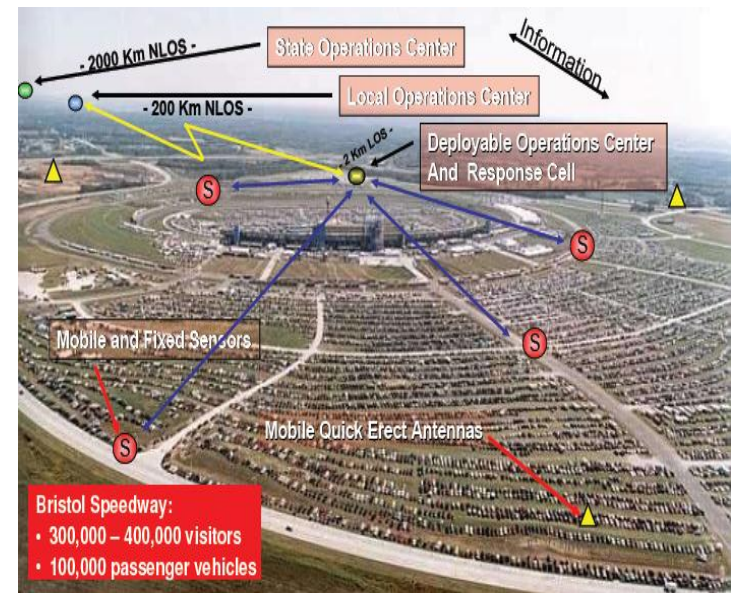 - 2000 Km NLOS -
State Operations Center
Information
- 200 Km NLOS -
Local Operations Center
- 2 Km LOS -
Deployable Operations Center
And Response Cell
S
S
S
Mobile and Fixed Sensors
S
Mobile Quick Erect Antennas
Bristol Speedway:
• 300,000 – 400,000 visitors
• 100,000 passenger vehicles